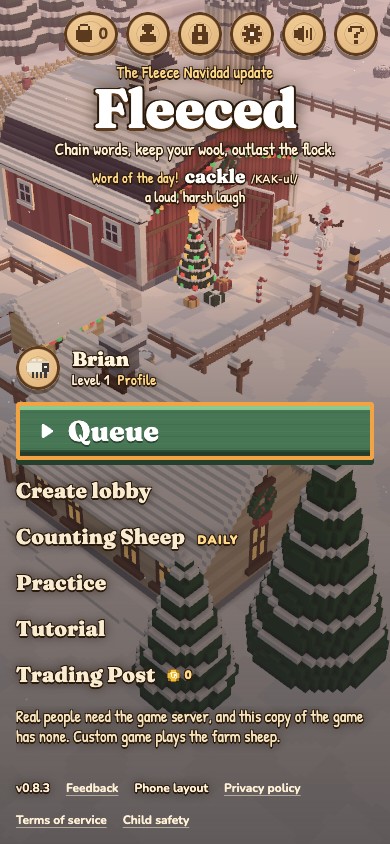 0
The Fleece Navidad update
Fleeced
Chain words, keep your wool, outlast the flock.
Word of the day! cackle /KAK-ul/
a loud, harsh laugh
Brian
Level 1 Profile
Queue
Create lobby
Counting Sheep DAILY
Practice
Tutorial
Trading Post 0
Real people need the game server, and this copy of the game
has none. Custom game plays the farm sheep.
v0.8.3 Feedback Phone layout Privacy policy
Terms of service Child safety